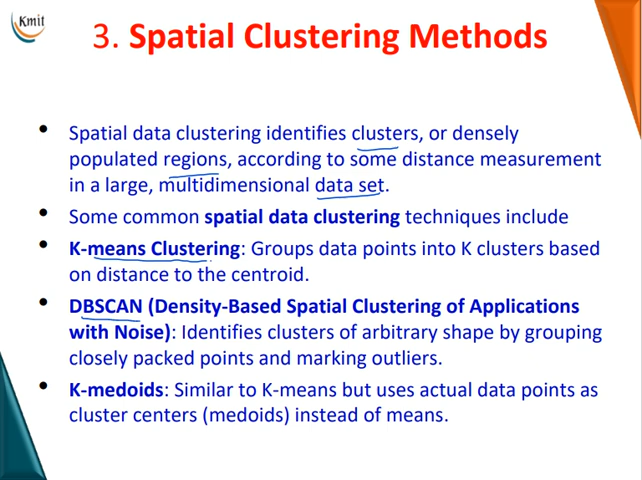 Kmit
3. Spatial Clustering Methods
• Spatial data clustering identifies clusters, or densely
populated regions, according to some distance measurement
in a large, multidimensional data set.
• Some common spatial data clustering techniques include
• K-means Clustering: Groups data points into K clusters based
on distance to the centroid.
• DBSCAN (Density-Based Spatial Clustering of Applications
with Noise): Identifies clusters of arbitrary shape by grouping
closely packed points and marking outliers.
• K-medoids: Similar to K-means but uses actual data points as
cluster centers (medoids) instead of means.